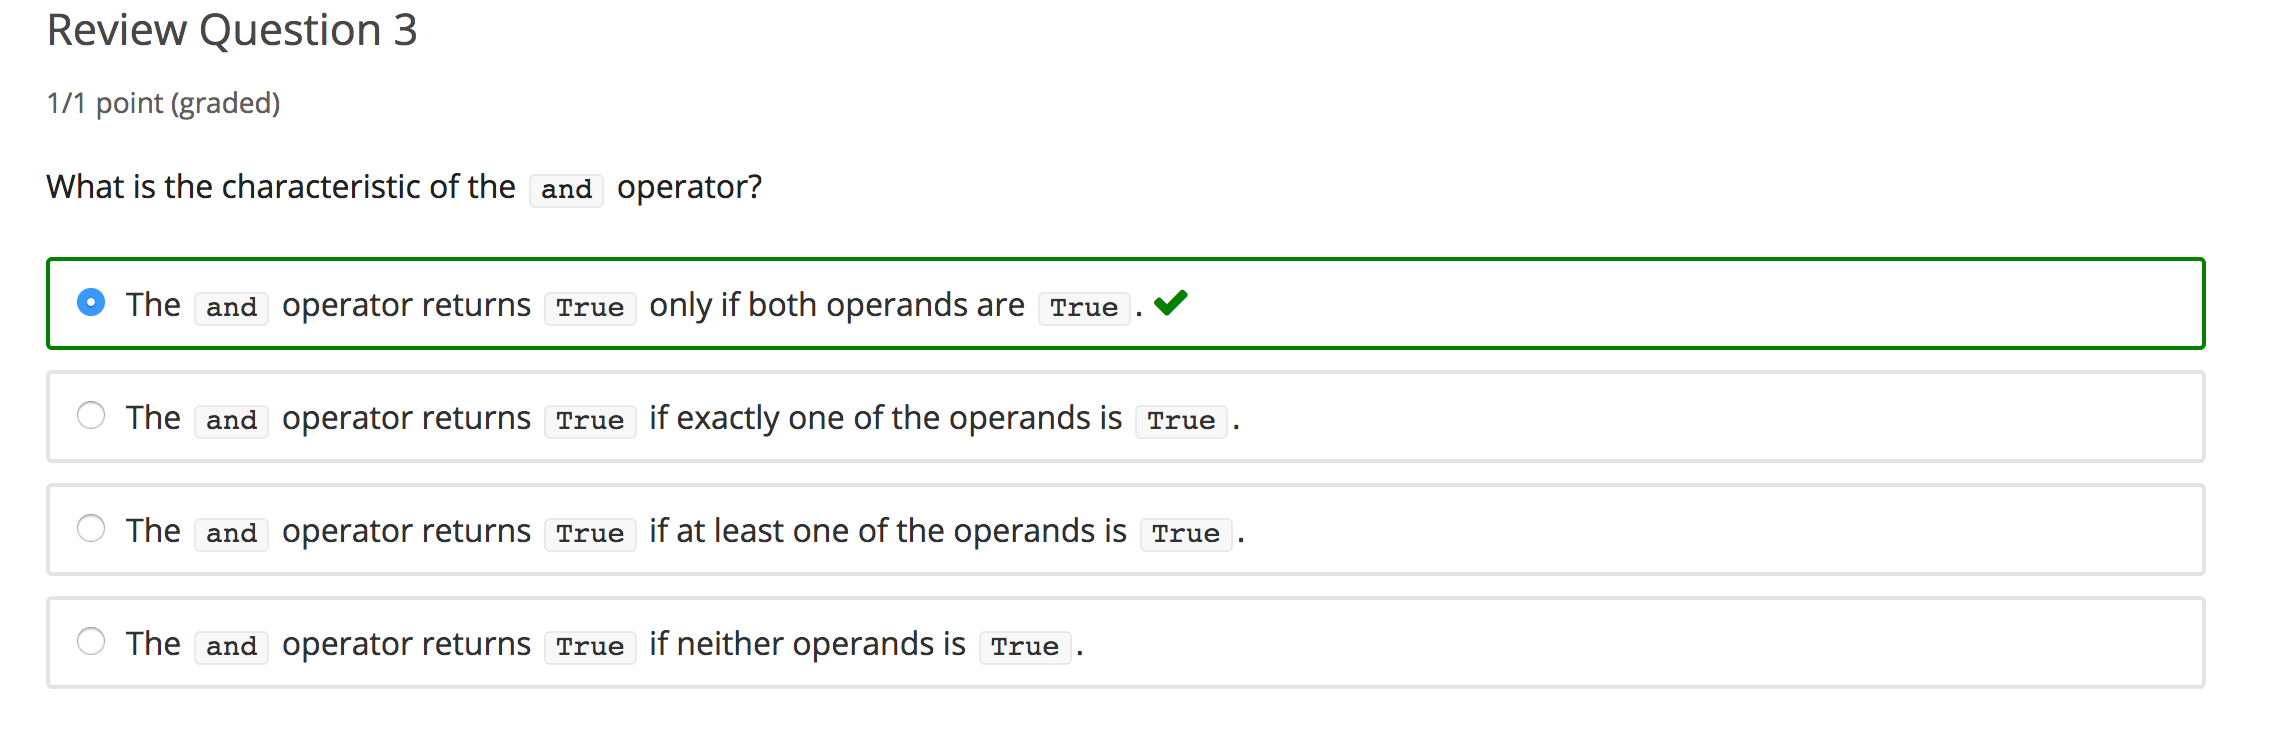 Review Question 3
1/1 point (graded)
What is the characteristic of the and operator?
The and operator returns True only if both operands are True.
The and operator returns True if exactly one of the operands is True.
The and operator returns True if at least one of the operands is True.
The and operator returns True if neither operands is True.